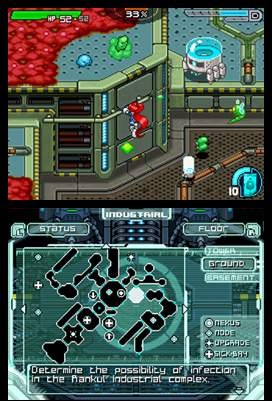 HP 52-52
33%
10
INDUSTRIAL
STATUS
FLOOR
TOWER
GROUND
BASEMENT
NEXUS
NODE
UPGRADE
SICKBAY
Determine the possibility of infection
in the Rankul industrial complex.